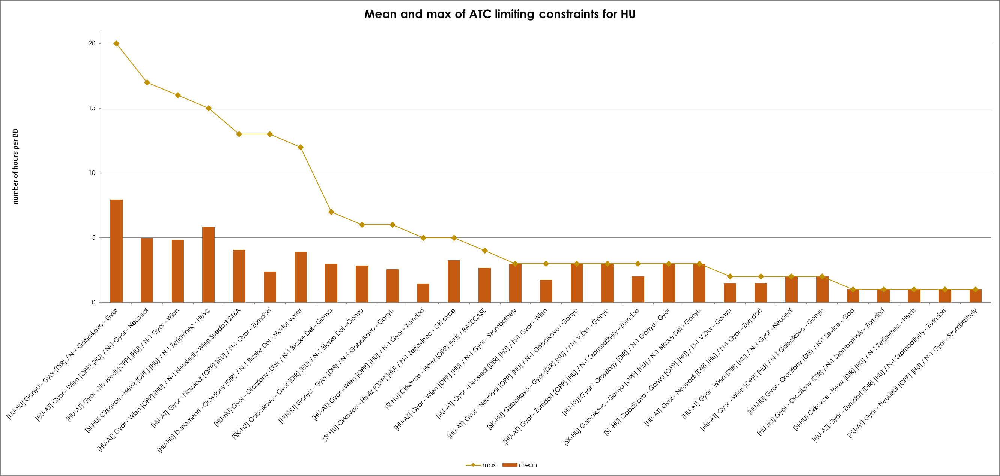 Mean and max of ATC limiting constraints for HU
number of hours per BD
20
15
10
5
0
[HU-HU] Gonyu - Gyor [DIR] / N-1 Gabcikovo - Gyor
[HU-AT] Gyor - Wien [OPP] [HU] / N-1 Gyor - Neusiedl
[HU-AT] Gyor - Neusiedl [OPP] [HU] / N-1 Gyor - Wien
[SI-HU] Cirkovce - Heviz [OPP] [HU] / N-1 Zerjavinec - Heviz
[HU-AT] Gyor - Wien [OPP] [HU] / N-1 Neusiedl - Wien Suedost 246A
[HU-AT] Gyor - Neusiedl [OPP] [HU] / N-1 Gyor - Zurndorf
[HU-HU] Dunamenti - Oroszlany [DIR] / N-1 Bicske Del - Martonvasar
[HU-HU] Gyor - Oroszlany [DIR] / N-1 Bicske Del - Gonyu
[SK-HU] Gabcikovo - Gyor [DIR] [HU] / N-1 Bicske Del - Gonyu
[HU-HU] Gonyu - Gyor [DIR] / N-1 Gabcikovo - Gonyu
[HU-AT] Gyor - Wien [OPP] [HU] / N-1 Gyor - Zurndorf
[SI-HU] Cirkovce - Heviz [OPP] [HU] / N-1 Zerjavinec - Cirkovce
[SI-HU] Cirkovce - Heviz [OPP] [HU] / BASECASE
[HU-AT] Gyor - Wien [OPP] [HU] / N-1 Gyor - Szombathely
[HU-AT] Gyor - Neusiedl [DIR] [HU] / N-1 Gyor - Wien
[HU-AT] Gyor - Neusiedl [OPP] [HU] / N-1 Gabcikovo - Gonyu
[SK-HU] Gabcikovo - Gyor [DIR] [HU] / N-1 V.Dur - Gonyu
[HU-AT] Gyor - Zurndorf [OPP] [HU] / N-1 Szombathely - Zurndorf
[HU-HU] Gyor - Oroszlany [DIR] / N-1 Gonyu - Gyor
[SK-HU] Gabcikovo - Gonyu [OPP] [HU] / N-1 Bicske Del - Gonyu
[SK-HU] Gabcikovo - Gonyu [OPP] [HU] / N-1 V.Dur - Gonyu
[HU-AT] Gyor - Neusiedl [DIR] [HU] / N-1 Gyor - Zurndorf
[HU-AT] Gyor - Wien [DIR] [HU] / N-1 Gyor - Neusiedl
[HU-AT] Gyor - Wien [OPP] [HU] / N-1 Gabcikovo - Gonyu
[HU-HU] Gyor - Oroszlany [DIR] / N-1 Levice - God
[HU-HU] Gyor - Oroszlany [DIR] / N-1 Szombathely - Zurndorf
[SI-HU] Cirkovce - Heviz [DIR] [HU] / N-1 Zerjavinec - Heviz
[HU-AT] Gyor - Zurndorf [DIR] [HU] / N-1 Szombathely - Zurndorf
[HU-AT] Gyor - Neusiedl [OPP] [HU] / N-1 Gyor - Szombathely
max
mean